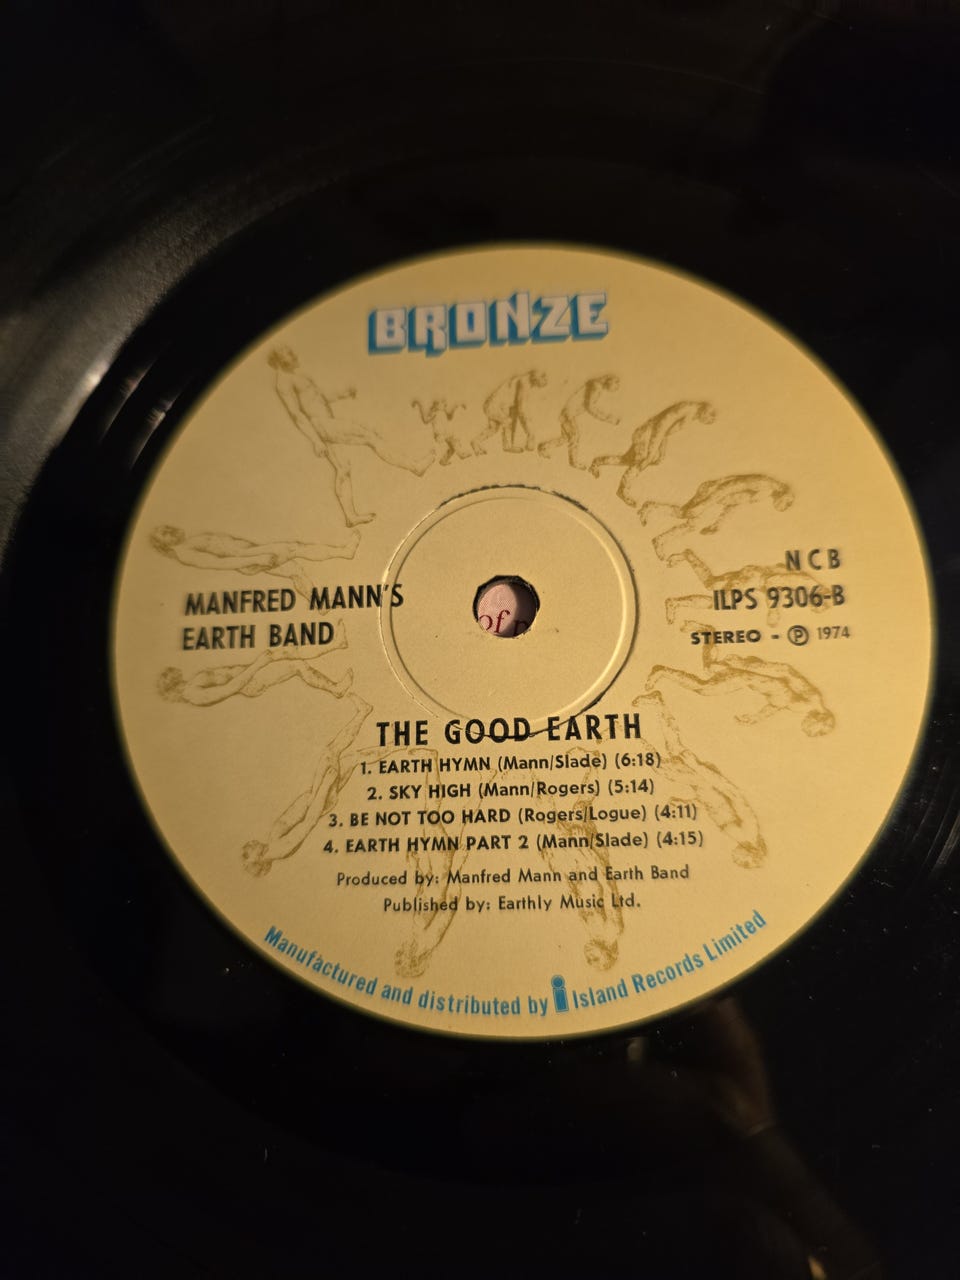 BRONZE
NCB
ILPS 9306-B
STEREO - Ⓟ 1974
MANFRED MANN'S
EARTH BAND
of
THE GOOD EARTH
1. EARTH HYMN (Mann/Slade) (6:18)
2. SKY HIGH (Mann/Rogers) (5:14)
3. BE NOT TOO HARD (Rogers/Logue) (4:11)
4. EARTH HYMN PART 2 (Mann/Slade) (4:15)
Produced by: Manfred Mann and Earth Band
Published by: Earthly Music Ltd.
Manufactured and distributed by i Island Records Limited